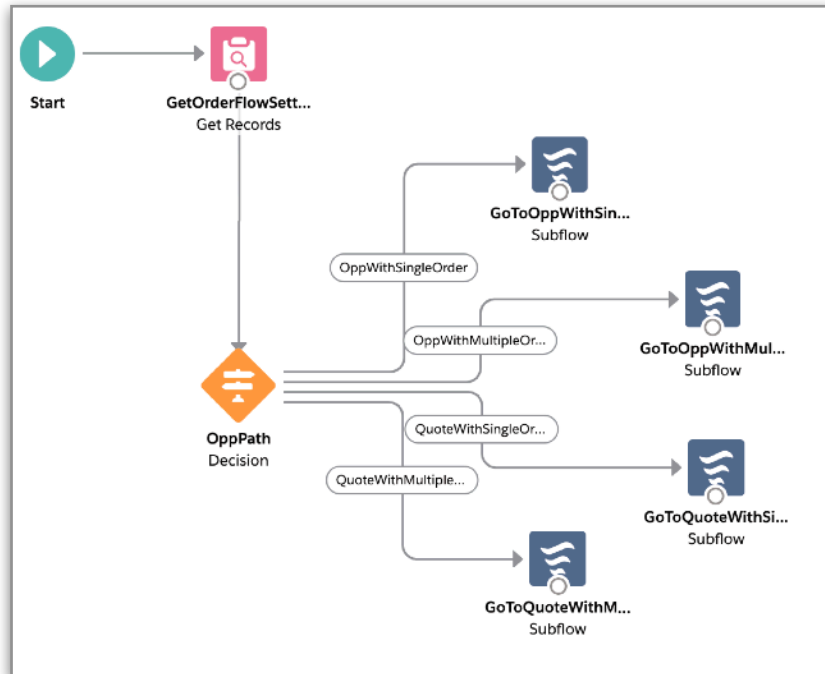 Start
GetOrderFlowSett...
Get Records
GoToOppWithSin...
Subflow
OppWithSingleOrder
OppWithMultipleOr...
GoToOppWithMul...
Subflow
OppPath
Decision
QuoteWithSingleOr...
QuoteWithMultiple...
GoToQuoteWithSi...
Subflow
GoToQuoteWithM...
Subflow